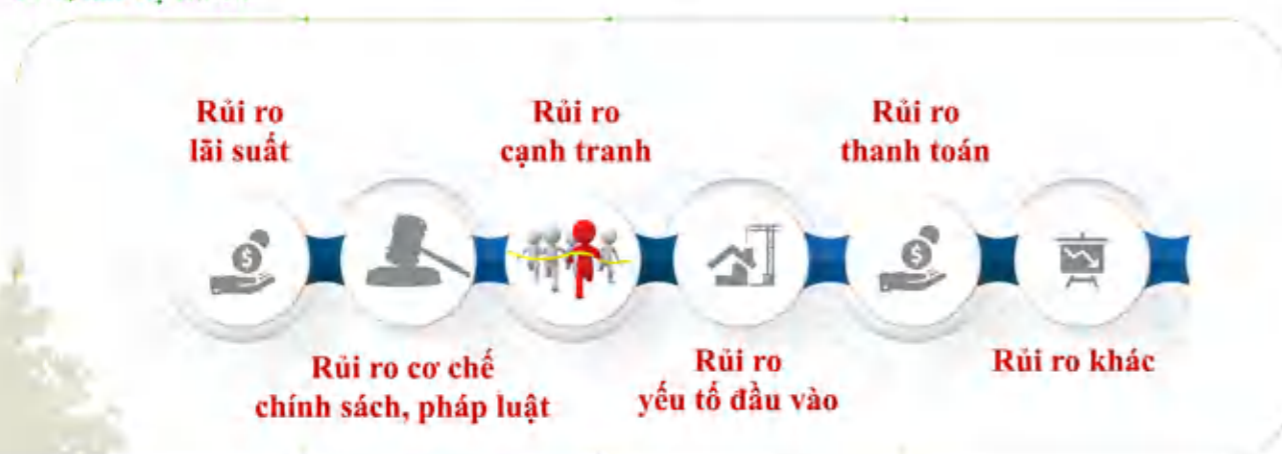 Rủi ro
lãi suất
Rủi ro cơ chế
chính sách, pháp luật
Rủi ro
cạnh tranh
Rủi ro
yếu tố đầu vào
Rủi ro
thanh toán
Rủi ro khác